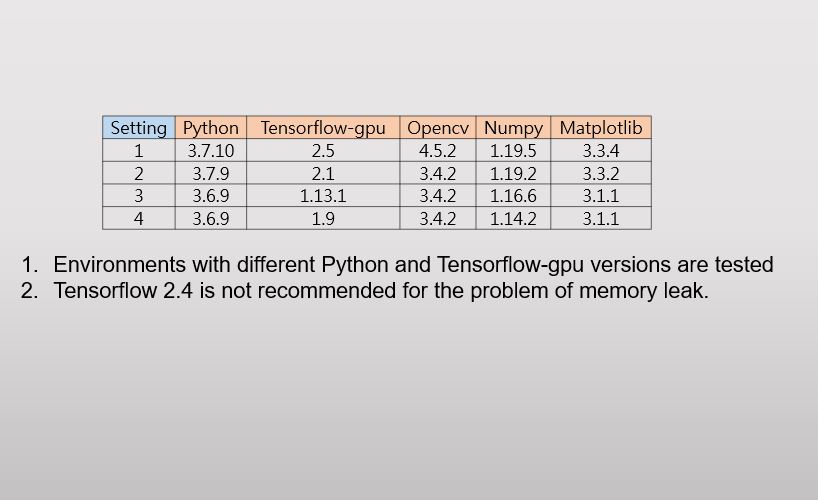 Setting Python Tensorflow-gpu Opencv Numpy Matplotlib
1 3.7.10 2.5 4.5.2 1.19.5 3.3.4
2 3.7.9 2.1 3.4.2 1.19.2 3.3.2
3 3.6.9 1.13.1 3.4.2 1.16.6 3.1.1
4 3.6.9 1.9 3.4.2 1.14.2 3.1.1
1. Environments with different Python and Tensorflow-gpu versions are tested
2. Tensorflow 2.4 is not recommended for the problem of memory leak.